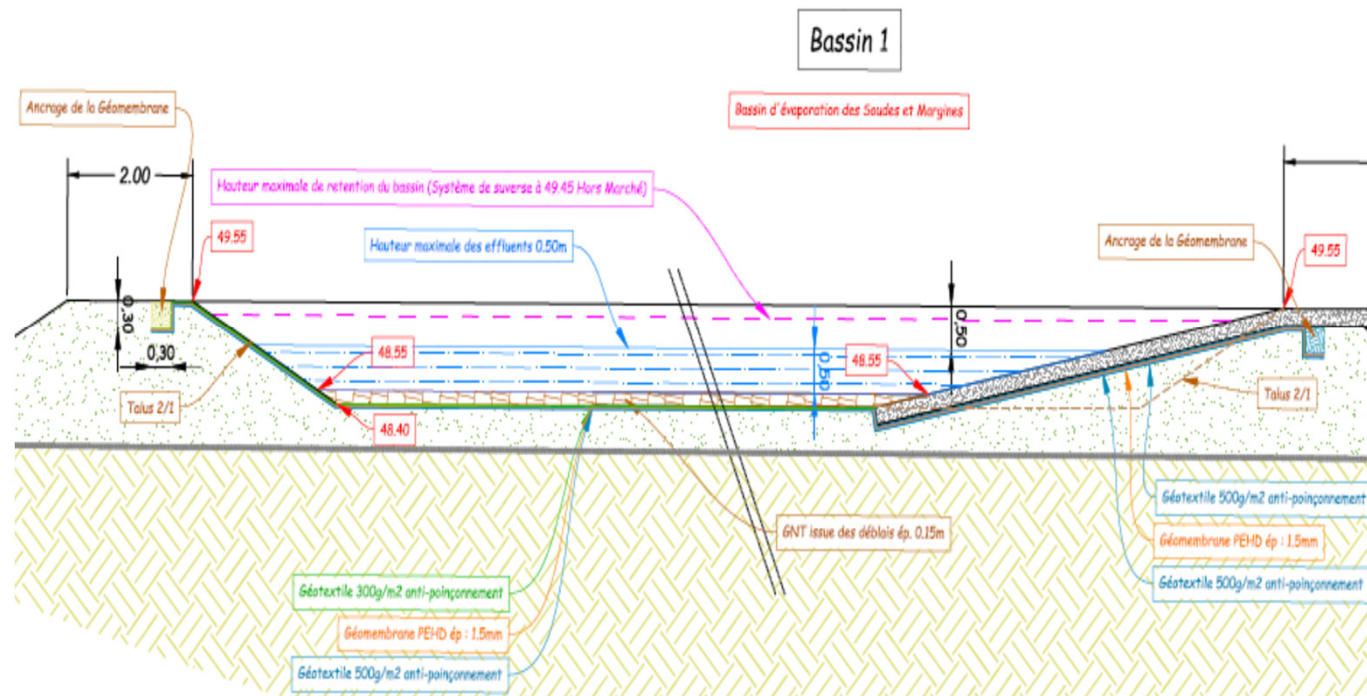 Bassin 1
Bassin d'évaporation des Soudes et Margines
Ancrage de la Géomembrane
2.00
Hauteur maximale de retention du bassin (Système de suverse à 49.45 Hors Marché)
49.55
Hauteur maximale des effluents 0.50m
Ancrage de la Géomembrane
49.55
0,30
0,50
48.55
0,50
48.55
0,30
Talus 2/1
Talus 2/1
48.40
Géotextile 500g/m2 anti-poinçonnement
GNT issue des déblais ép. 0.15m
Géomembrane PEHD ép : 1.5mm
Géotextile 500g/m2 anti-poinçonnement
Géotextile 300g/m2 anti-poinçonnement
Géomembrane PEHD ép : 1.5mm
Géotextile 500g/m2 anti-poinçonnement